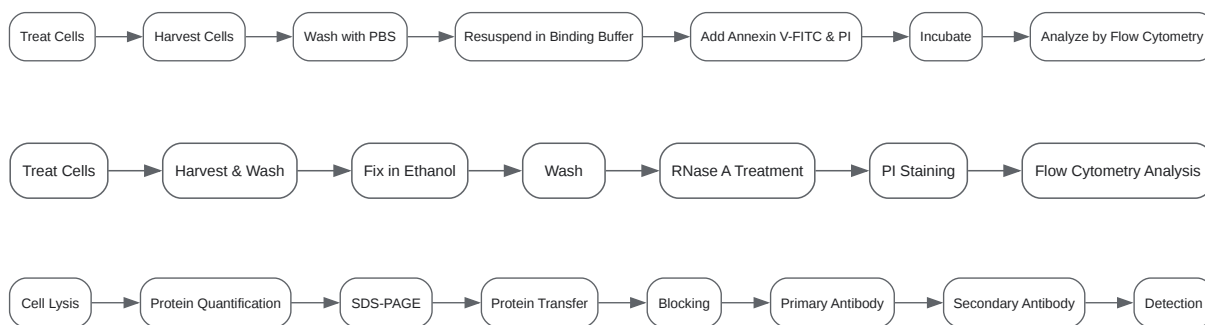 Treat Cells Harvest Cells Wash with PBS Resuspend in Binding Buffer Add Annexin V-FITC & PI Incubate Analyze by Flow Cytometry
Treat Cells Harvest & Wash Fix in Ethanol Wash RNase A Treatment PI Staining Flow Cytometry Analysis
Cell Lysis Protein Quantification SDS-PAGE Protein Transfer Blocking Primary Antibody Secondary Antibody Detection